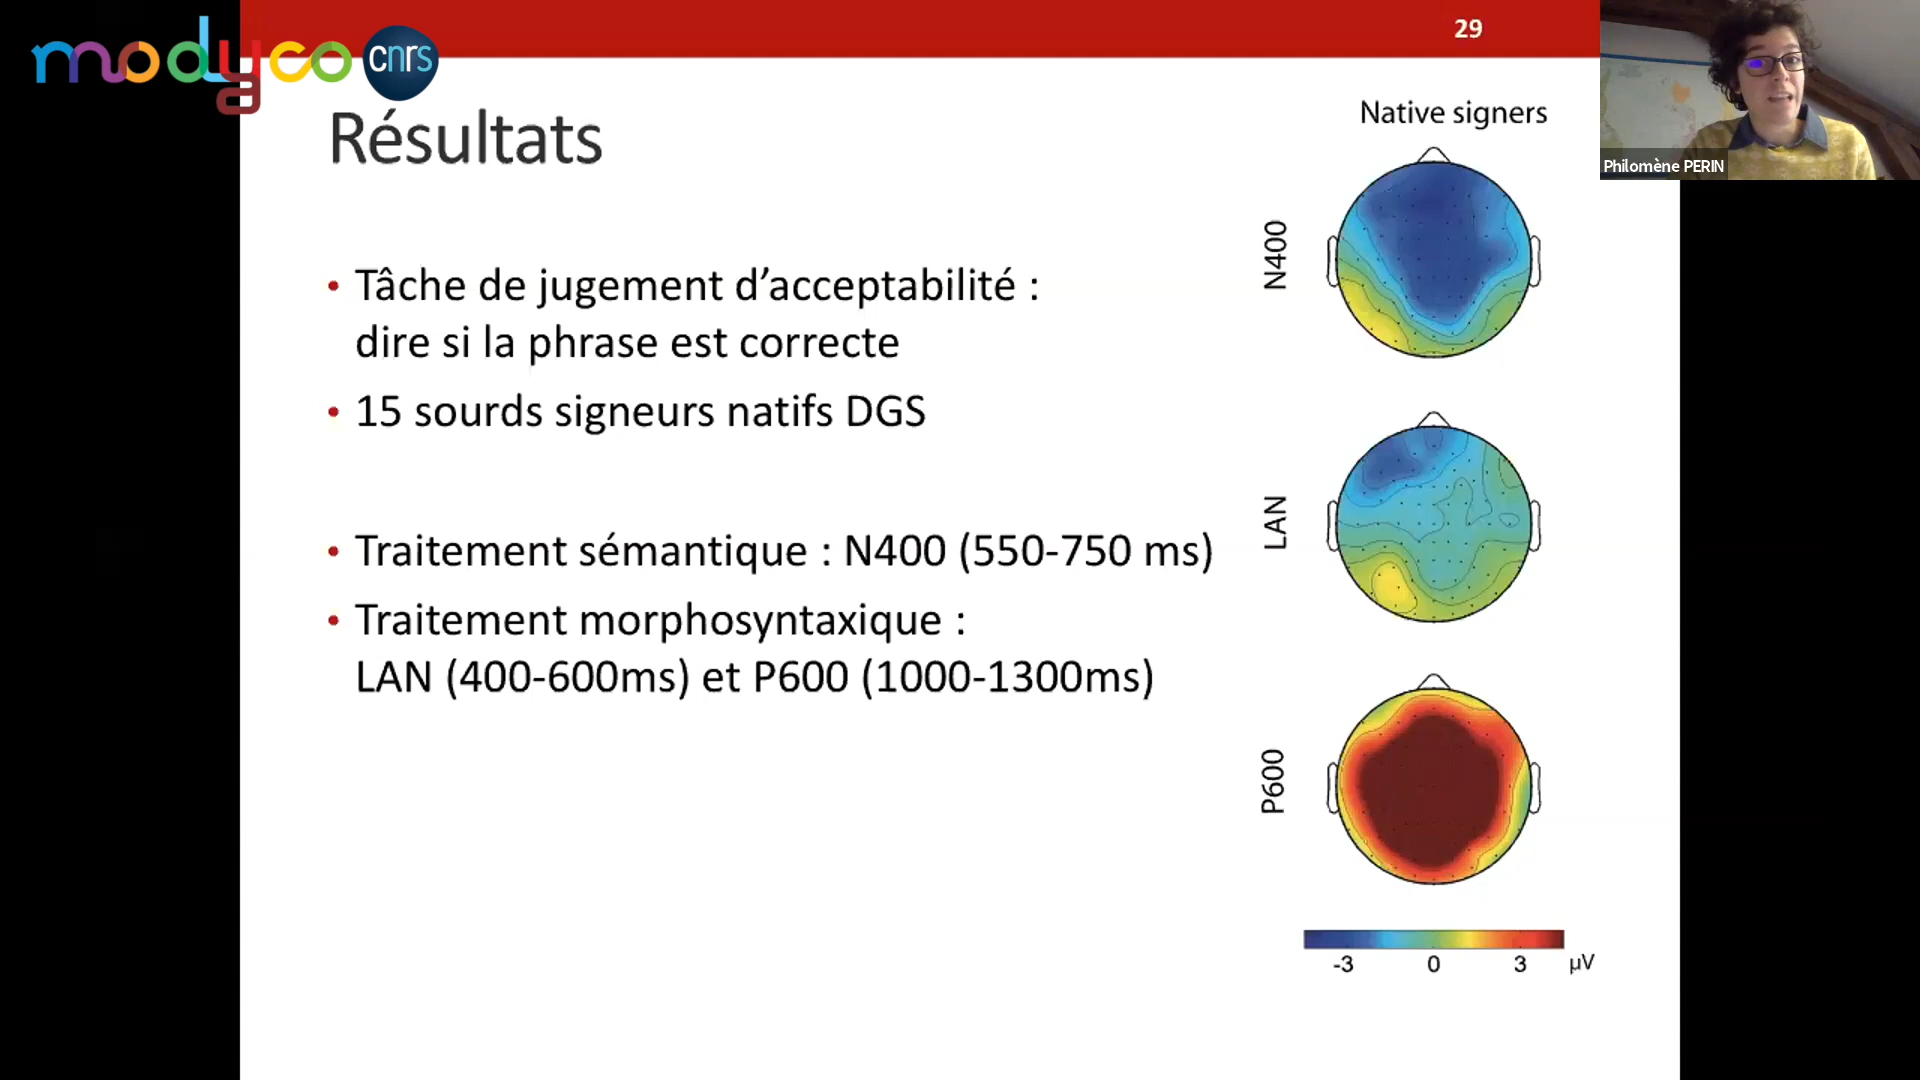 modyco
cnrs
29
Résultats
Native signers
Philomène PERIN
N400
• Tâche de jugement d’acceptabilité :
dire si la phrase est correcte
• 15 sourds signeurs natifs DGS
LAN
• Traitement sémantique : N400 (550-750 ms)
• Traitement morphosyntaxique :
LAN (400-600ms) et P600 (1000-1300ms)
P600
-3 0 3 µV